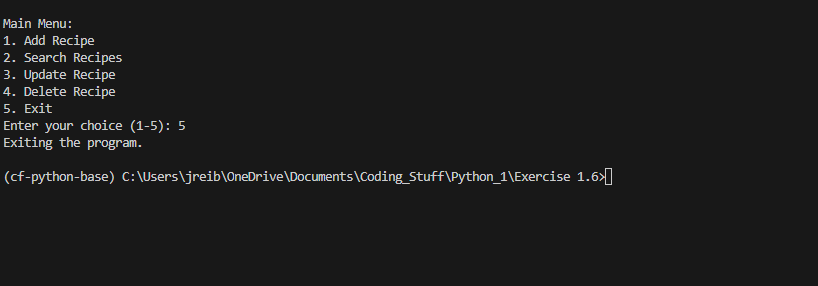 Main Menu:
1. Add Recipe
2. Search Recipes
3. Update Recipe
4. Delete Recipe
5. Exit
Enter your choice (1-5): 5
Exiting the program.
(cf-python-base) C:\Users\jreib\OneDrive\Documents\Coding_Stuff\Python_1\Exercise 1.6>